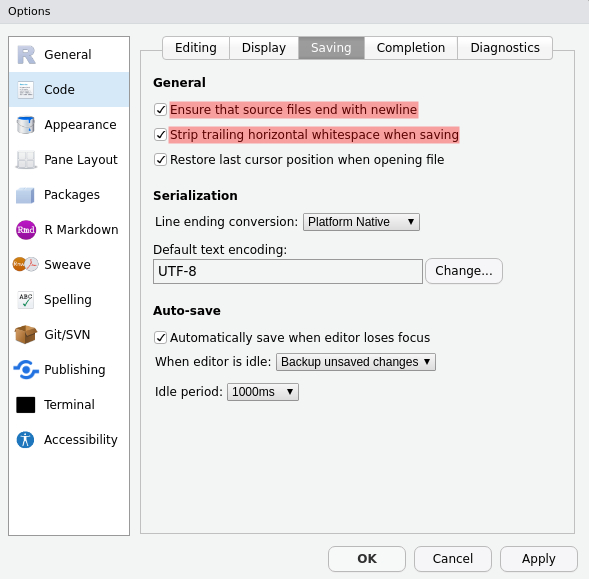 Options
General
Code
Appearance
Pane Layout
Packages
Rmd R Markdown
Sweave
ABC Spelling
Git/SVN
Publishing
Terminal
Accessibility
Editing Display Saving Completion Diagnostics
General
Ensure that source files end with newline
Strip trailing horizontal whitespace when saving
Restore last cursor position when opening file
Serialization
Line ending conversion: Platform Native
Default text encoding:
UTF-8 Change...
Auto-save
Automatically save when editor loses focus
When editor is idle: Backup unsaved changes
Idle period: 1000ms
OK Cancel Apply